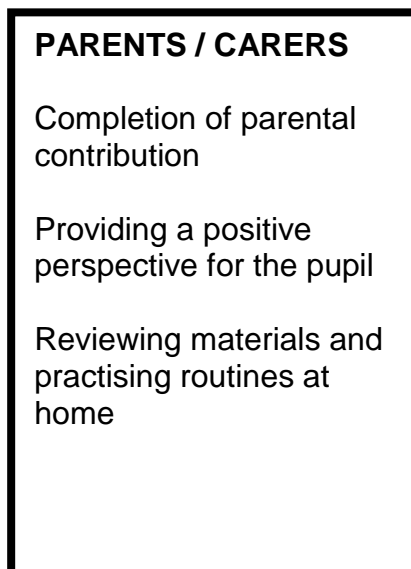 PARENTS / CARERS
Completion of parental
contribution
Providing a positive
perspective for the pupil
Reviewing materials and
practising routines at
home